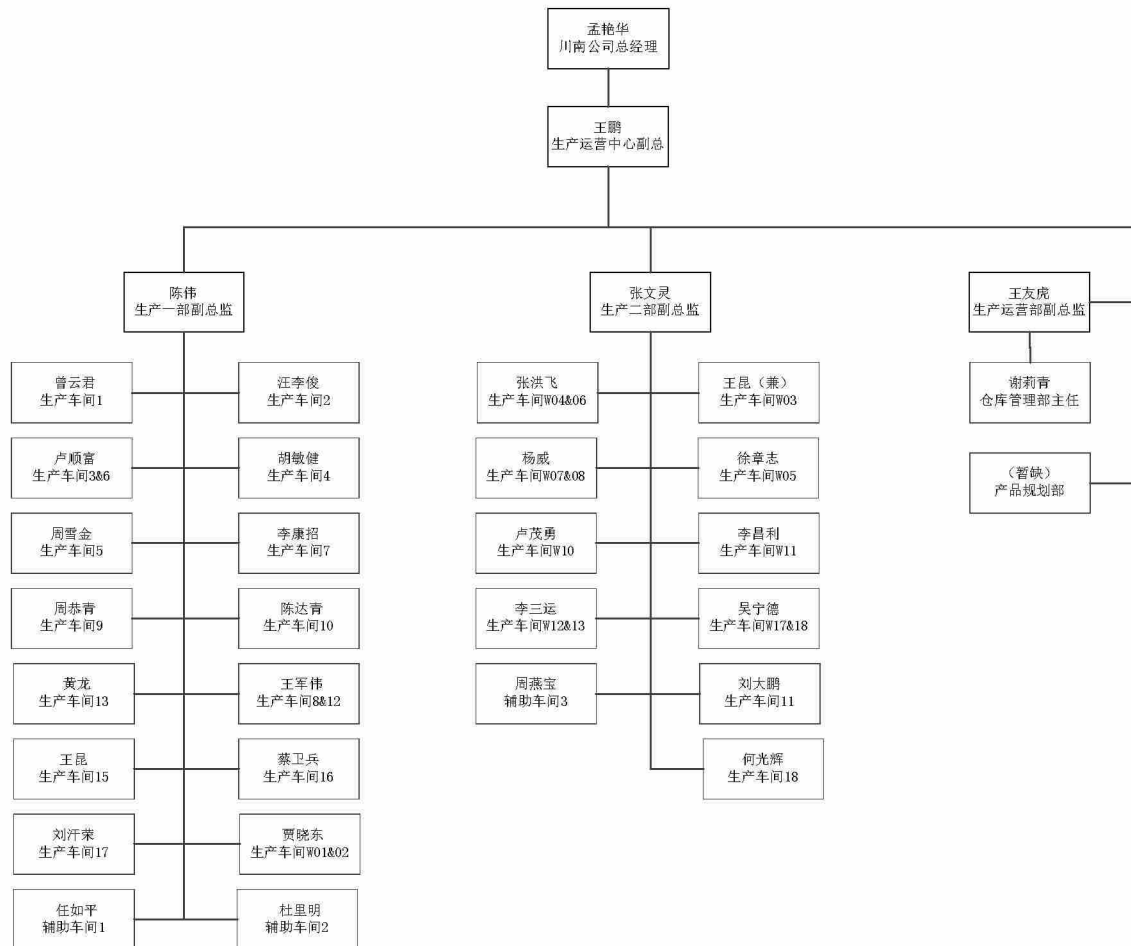 孟艳华
川南公司总经理
王鹏
生产运营中心副总
陈伟
生产一部副总监
张文灵
生产二部副总监
王友虎
生产运营部副总监
曾云君
生产车间1
汪李俊
生产车间2
张洪飞
生产车间W04&06
王昆（兼）
生产车间W03
谢莉青
仓库管理部主任
卢顺富
生产车间3&6
胡敏健
生产车间4
杨威
生产车间W07&08
徐章志
生产车间W05
（暂缺）
产品规划部
周雪金
生产车间5
李康招
生产车间7
卢茂勇
生产车间W10
李昌利
生产车间W11
周恭青
生产车间9
陈达青
生产车间10
李三运
生产车间W12&13
吴宁德
生产车间W17&18
黄龙
生产车间13
王军伟
生产车间8&12
周燕宝
辅助车间3
刘大鹏
生产车间11
王昆
生产车间15
蔡卫兵
生产车间16
何光辉
生产车间18
刘汗荣
生产车间17
贾晓东
生产车间W01&02
任如平
辅助车间1
杜里明
辅助车间2